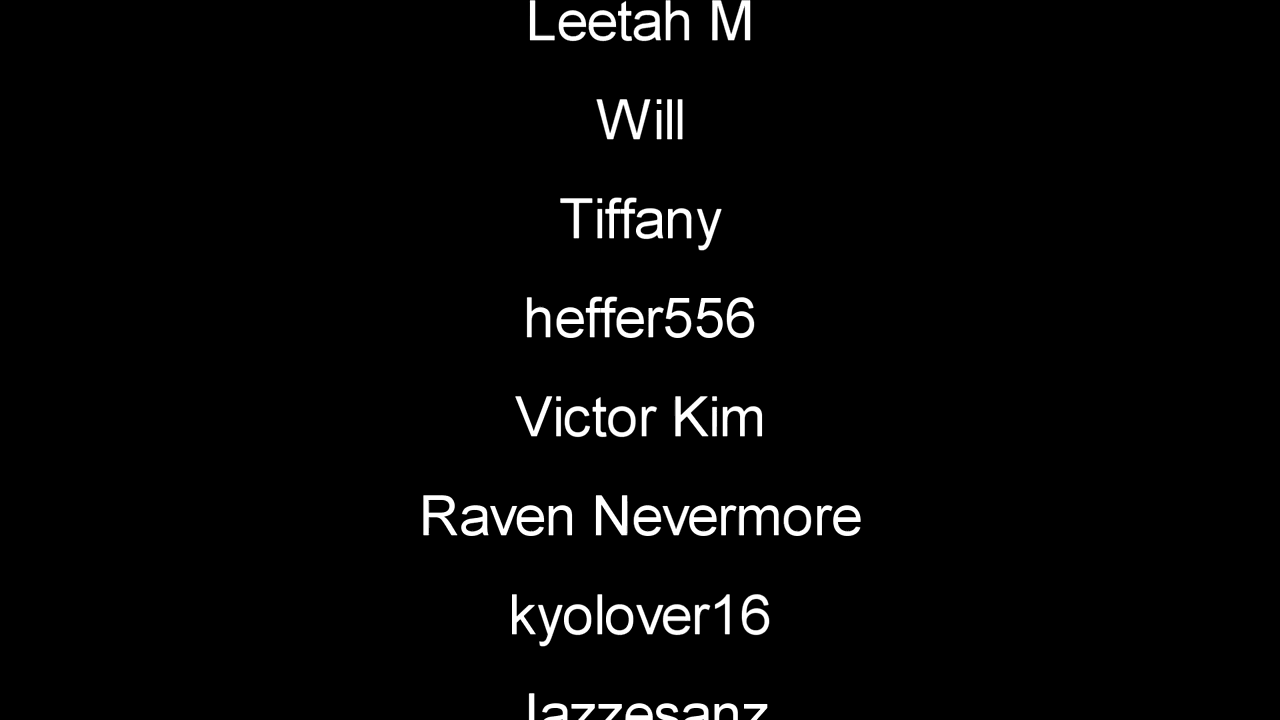 Leetah M
Will
Tiffany
heffer556
Victor Kim
Raven Nevermore
kyolover16